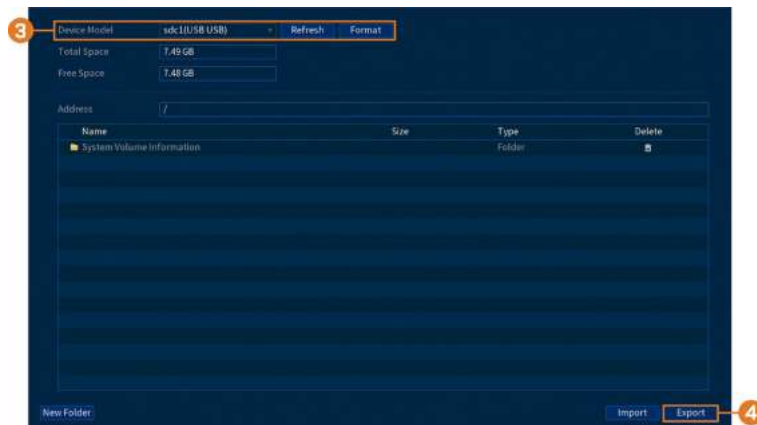 3
Device Model sdc1(USB USB) Refresh Format
Total Space 7.49 GB
Free Space 7.48 GB
Address /
Name Size Type Delete
System Volume Information Folder
New Folder Import Export
4